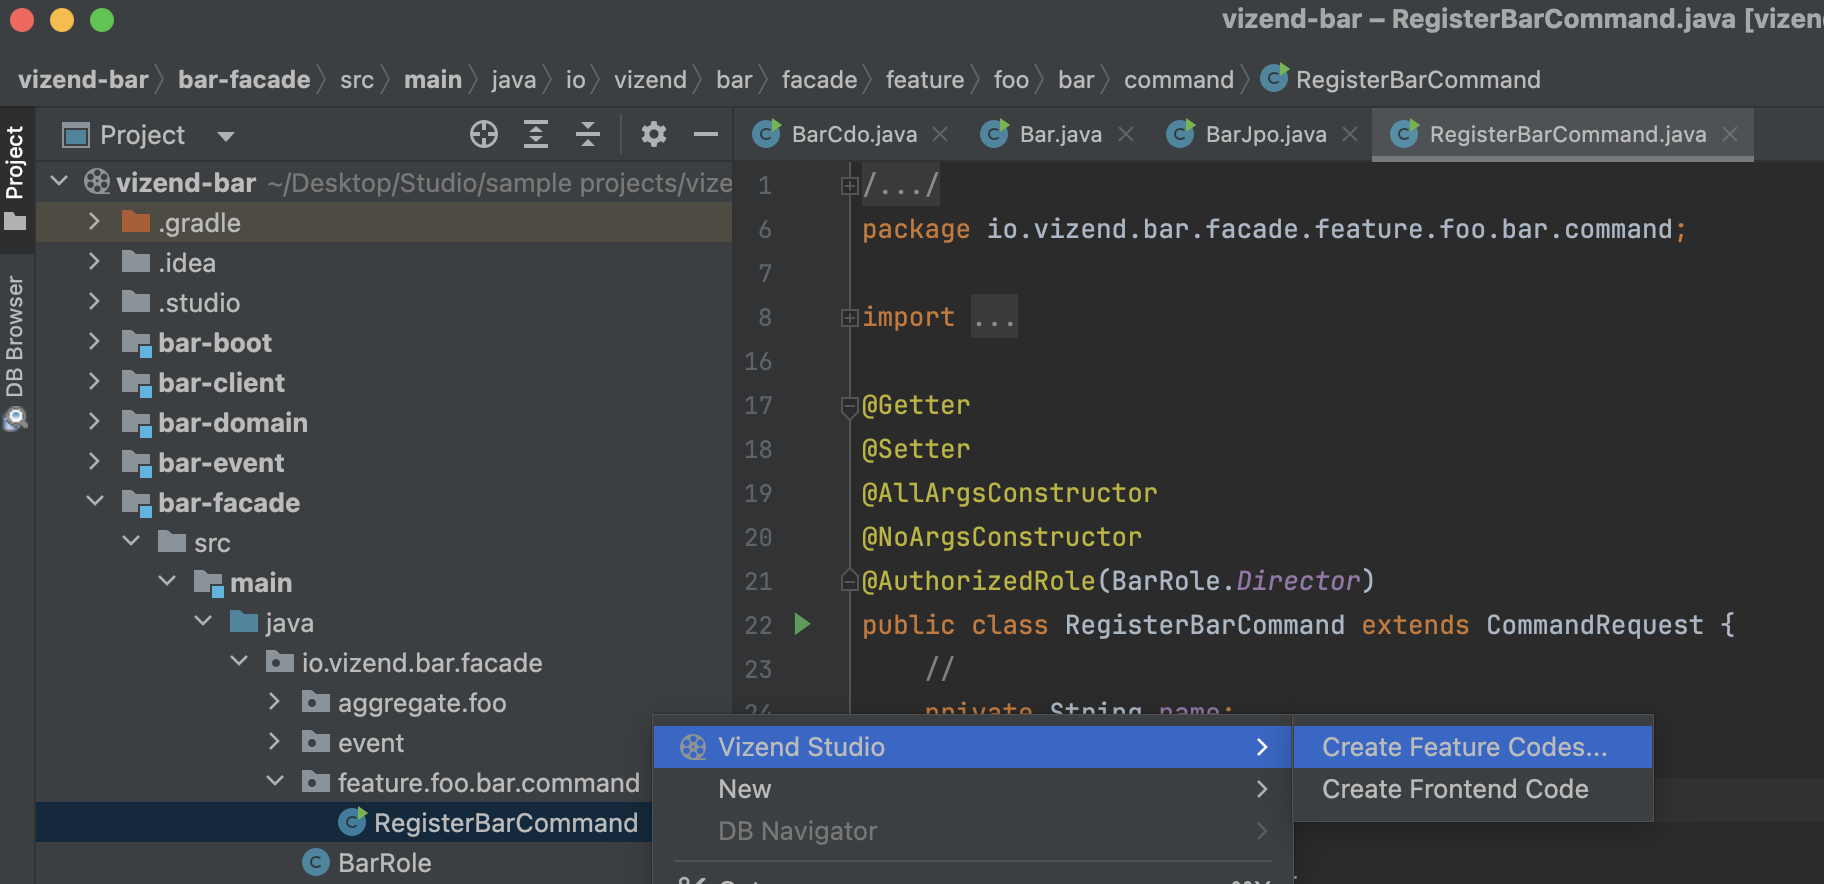 vizend-bar – RegisterBarCommand.java [vizen
vizend-bar bar-facade src main java io vizend bar facade feature foo bar command RegisterBarCommand
Project
DB Browser
Project
vizend-bar ~/Desktop/Studio/sample projects/vize
.gradle
.idea
.studio
bar-boot
bar-client
bar-domain
bar-event
bar-facade
src
main
java
io.vizend.bar.facade
aggregate.foo
event
feature.foo.bar.command
RegisterBarCommand
BarRole
BarCdo.java Bar.java BarJpo.java RegisterBarCommand.java
1 /.../
6 package io.vizend.bar.facade.feature.foo.bar.command;
7
8 import ...
16
17 @Getter
18 @Setter
19 @AllArgsConstructor
20 @NoArgsConstructor
21 @AuthorizedRole(BarRole.Director)
22 public class RegisterBarCommand extends CommandRequest {
23 //
24 private String name;
Vizend Studio
New
DB Navigator
Create Feature Codes...
Create Frontend Code